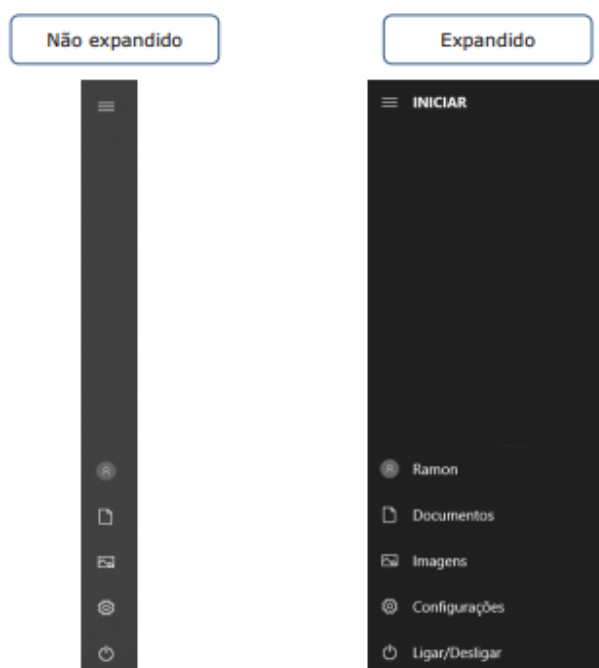 Não expandido
Expandido
INICIAR
Ramon
Documentos
Imagens
Configurações
Ligar/Desligar